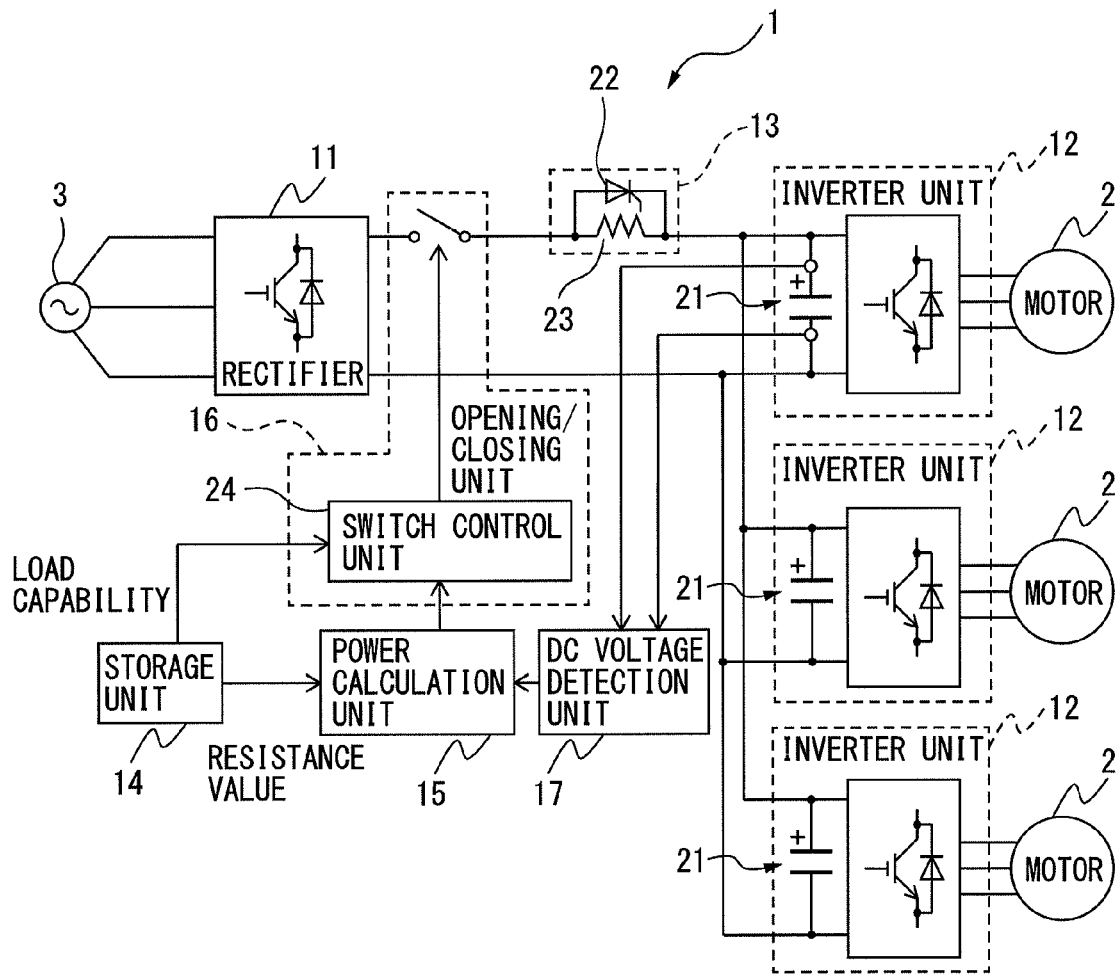 1
22
13
12
11
INVERTER UNIT
2
3
+
21
MOTOR
23
RECTIFIER
16
OPENING/
CLOSING
UNIT
12
INVERTER UNIT
24
2
SWITCH CONTROL
UNIT
LOAD
CAPABILITY
+
21
MOTOR
STORAGE
UNIT
POWER
CALCULATION
UNIT
DC VOLTAGE
DETECTION
UNIT
12
INVERTER UNIT
14
RESISTANCE
VALUE
15
17
2
+
21
MOTOR